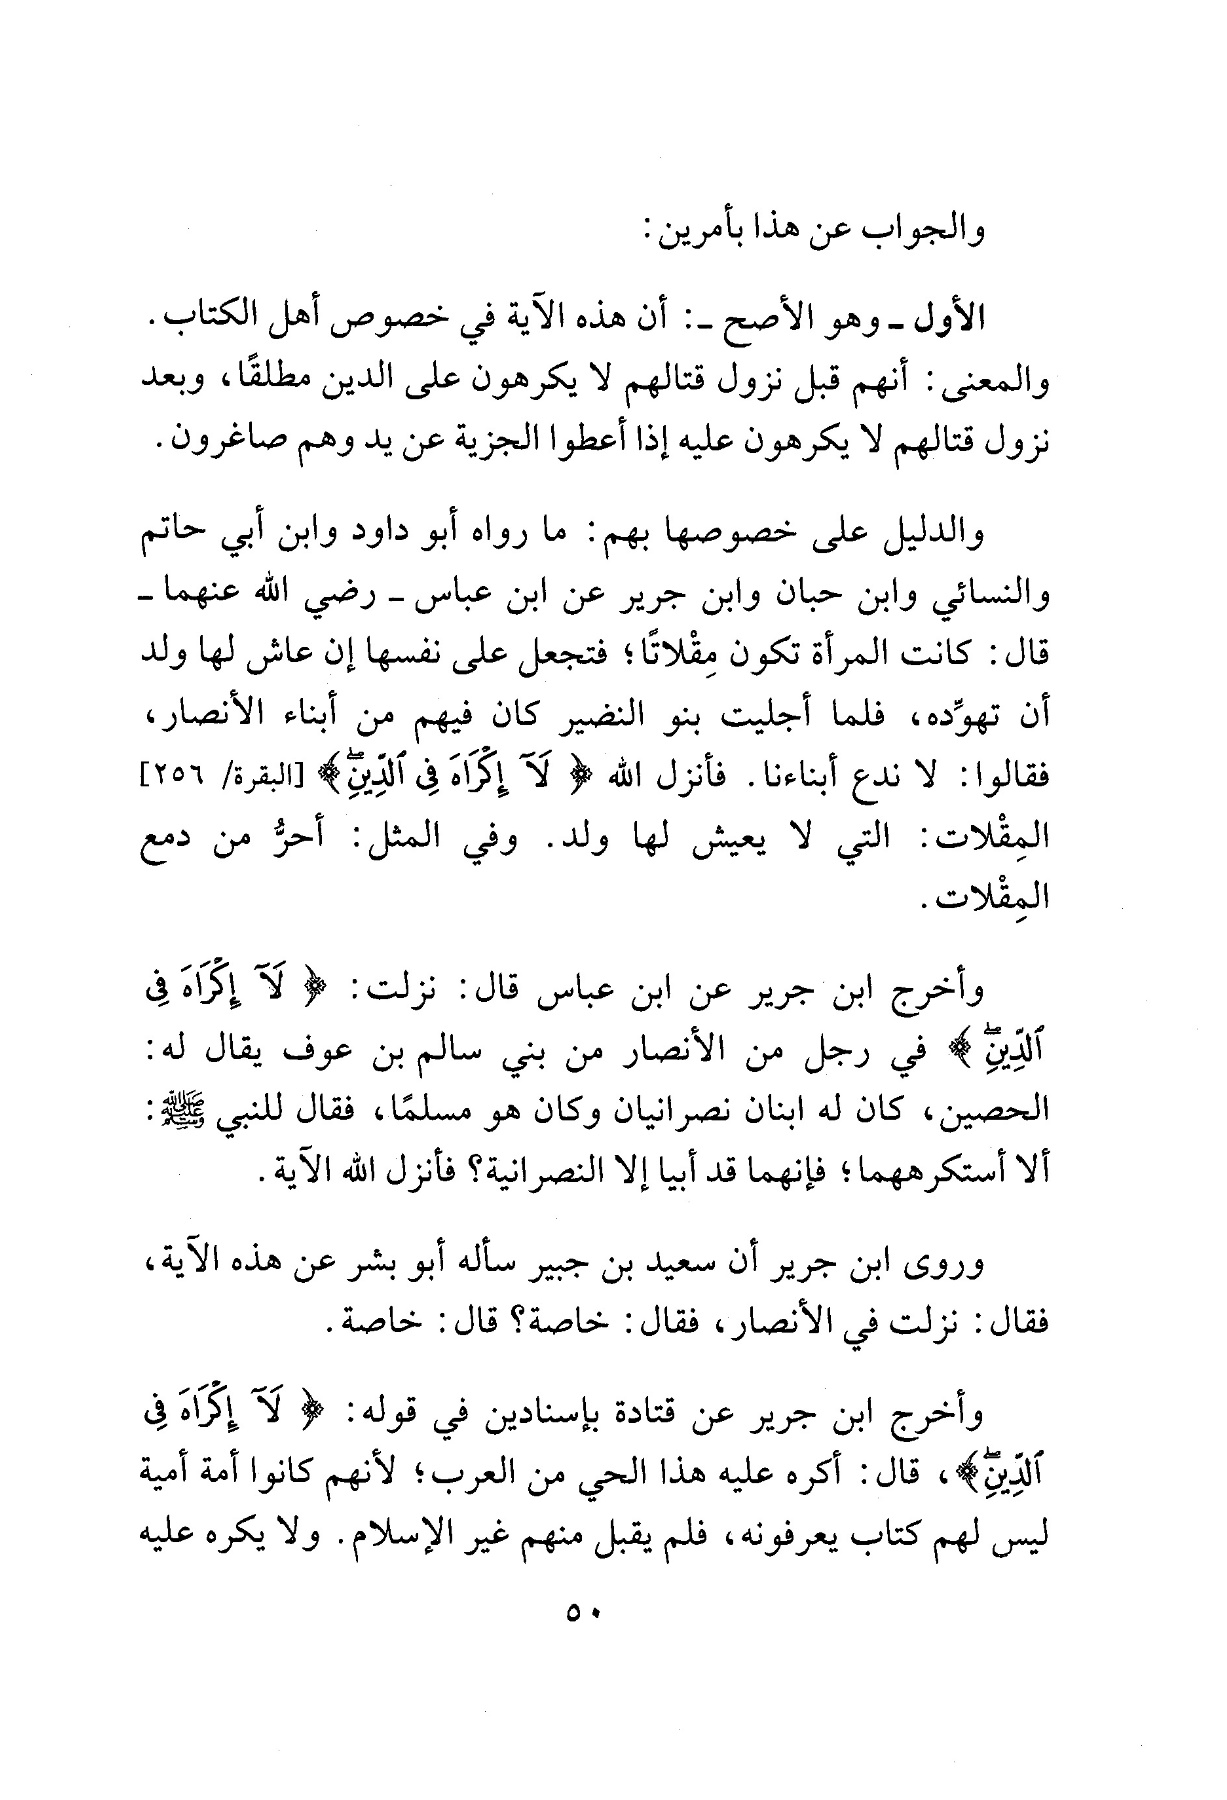 والجواب عن هذا بأمرين:
الأول ـ وهو الأصح ـ: أن هذه الآية في خصوص أهل الكتاب.
والمعنى: أنهم قبل نزول قتالهم لا يكرهون على الدين مطلقًا، وبعد
نزول قتالهم لا يكرهون عليه إذا أعطوا الجزية عن يد وهم صاغرون.
والدليل على خصوصها بهم: ما رواه أبو داود وابن أبي حاتم
والنسائي وابن حبان وابن جرير عن ابن عباس ـ رضي الله عنهما ـ
قال: كانت المرأة تكون مِقْلاتًا؛ فتجعل على نفسها إن عاش لها ولد
أن تهوِّده، فلما أجليت بنو النضير كان فيهم من أبناء الأنصار،
فقالوا: لا ندع أبناءنا. فأنزل الله ﴿ لَآ إِكْرَاهَ فِى ٱلدِّينِۖ ﴾ [البقرة/ ٢٥٦]
المِقْلات: التي لا يعيش لها ولد. وفي المثل: أحرُّ من دمع
المِقْلات.
وأخرج ابن جرير عن ابن عباس قال: نزلت: ﴿ لَآ إِكْرَاهَ فِى
ٱلدِّينِۖ ﴾ في رجل من الأنصار من بني سالم بن عوف يقال له:
الحصين، كان له ابنان نصرانيان وكان هو مسلمًا، فقال للنبي ﷺ:
ألا أستكرههما؛ فإنهما قد أبيا إلا النصرانية؟ فأنزل الله الآية.
وروى ابن جرير أن سعيد بن جبير سأله أبو بشر عن هذه الآية،
فقال: نزلت في الأنصار، فقال: خاصة؟ قال: خاصة.
وأخرج ابن جرير عن قتادة بإسنادين في قوله: ﴿ لَآ إِكْرَاهَ فِى
ٱلدِّينِۖ ﴾، قال: أكره عليه هذا الحي من العرب؛ لأنهم كانوا أمة أمية
ليس لهم كتاب يعرفونه، فلم يقبل منهم غير الإسلام. ولا يكره عليه
٥٠